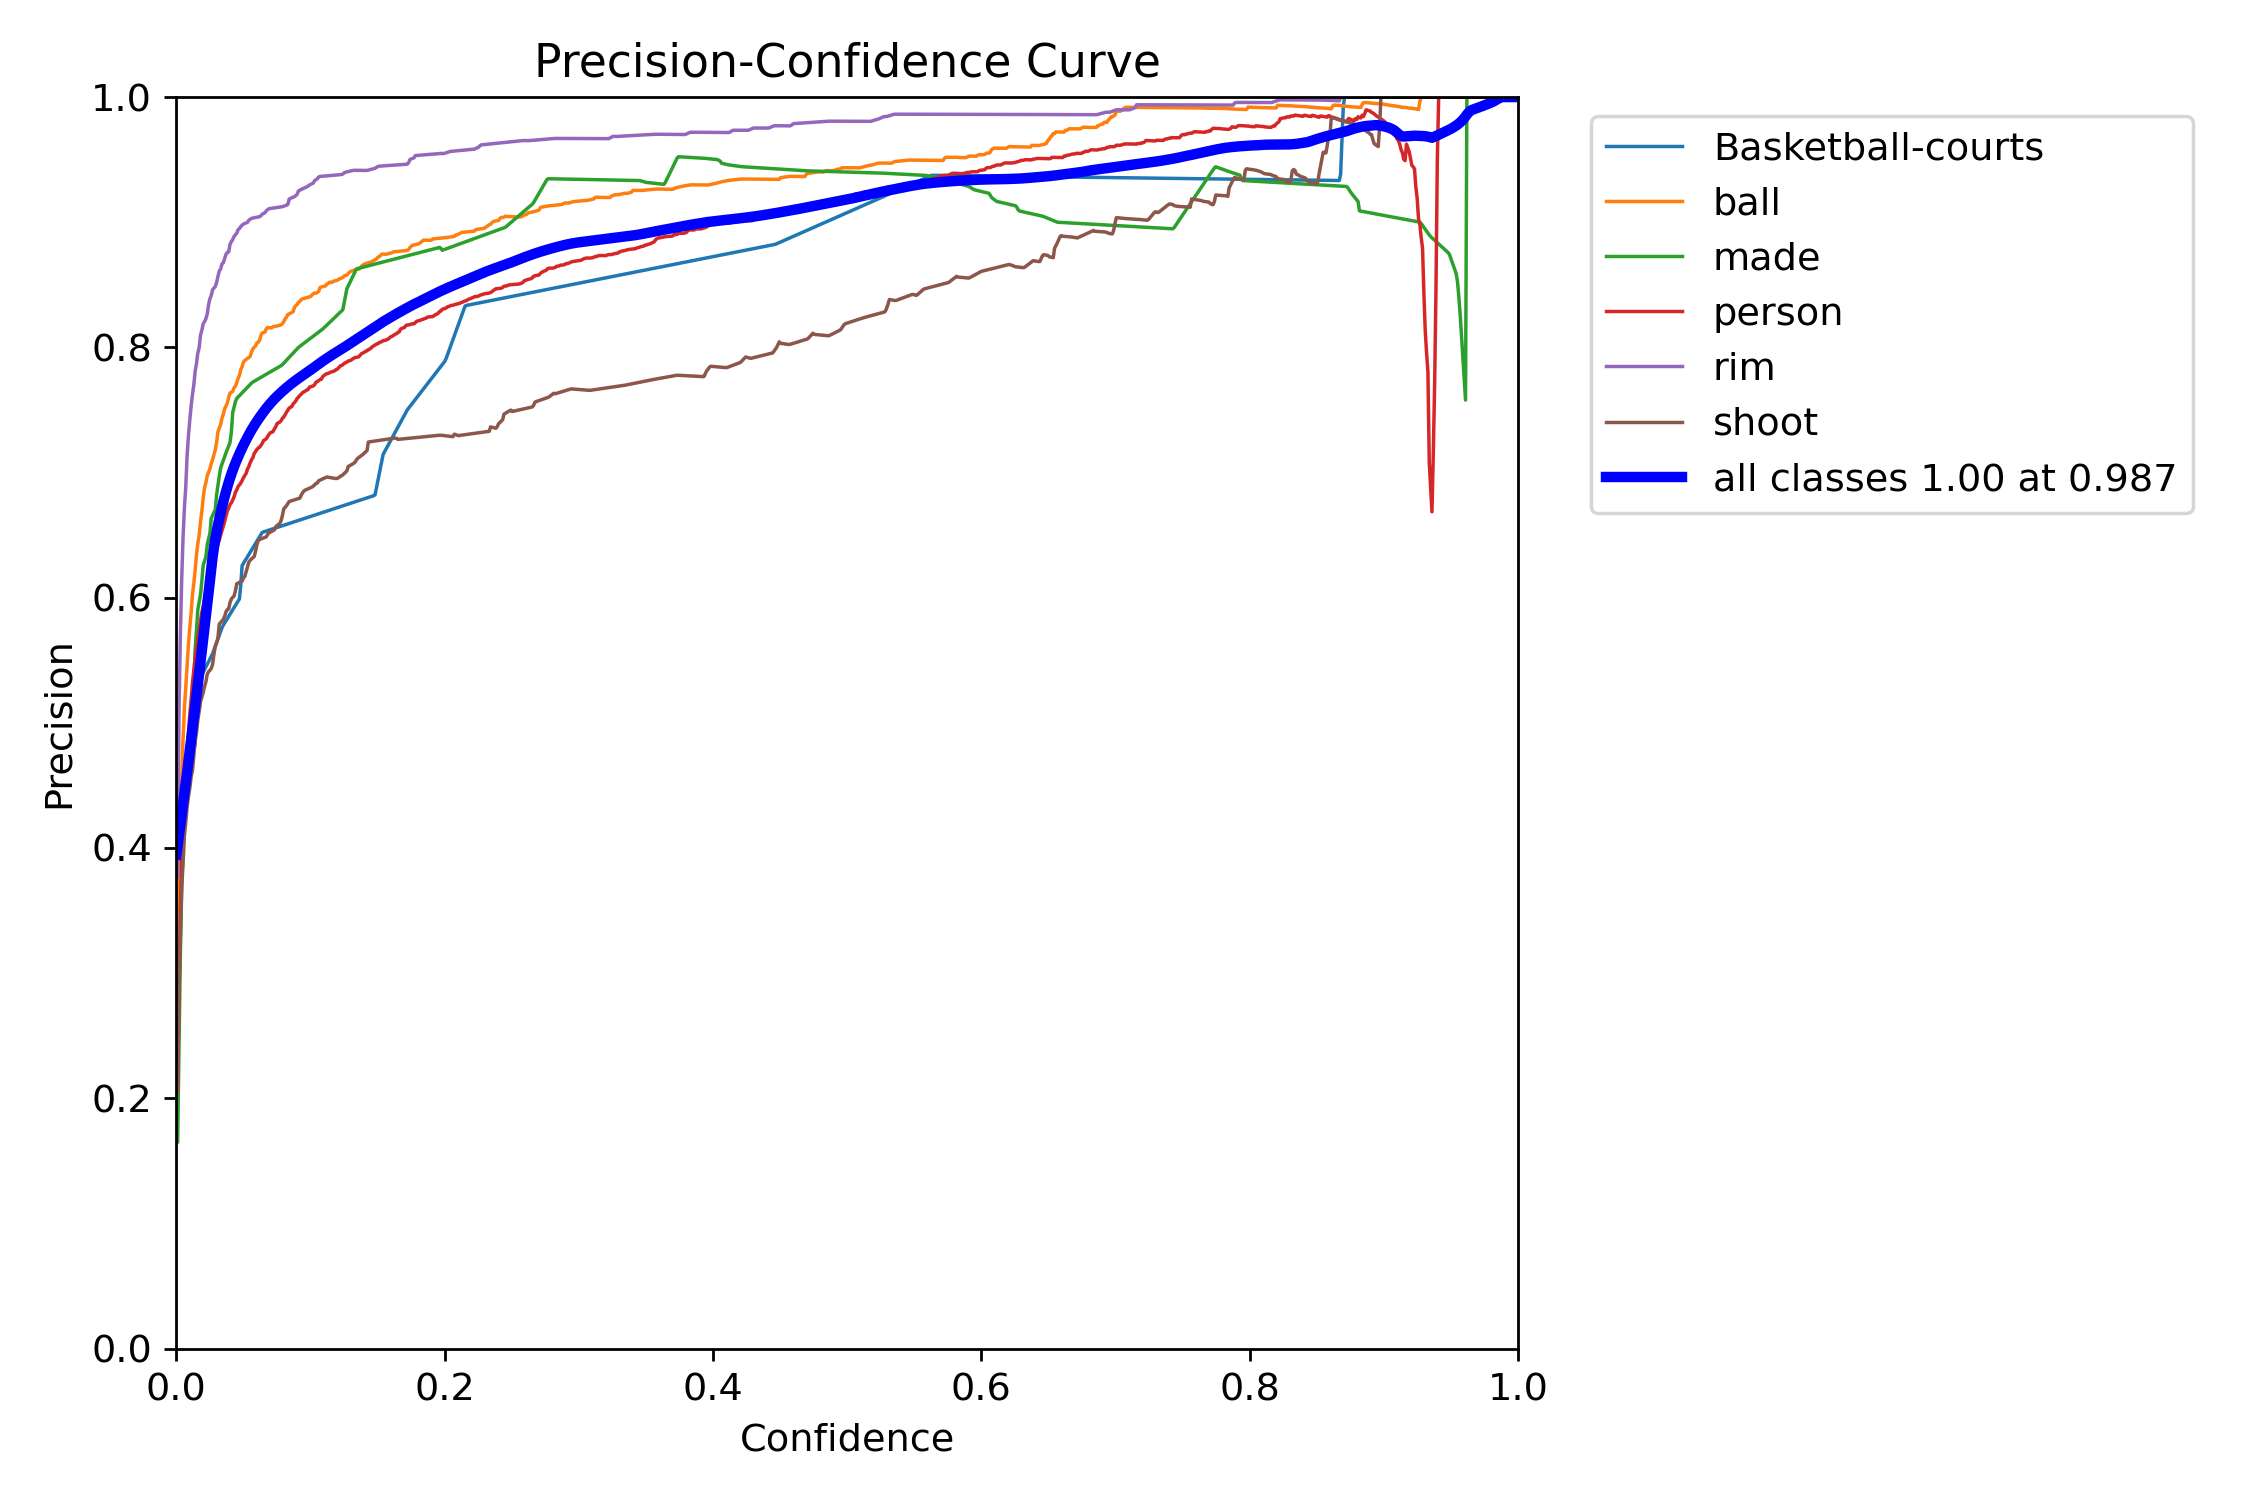 Precision-Confidence Curve
1.0
0.8
0.6
0.4
0.2
0.0
Precision
0.0 0.2 0.4 0.6 0.8 1.0
Confidence
Basketball-courts
ball
made
person
rim
shoot
all classes 1.00 at 0.987